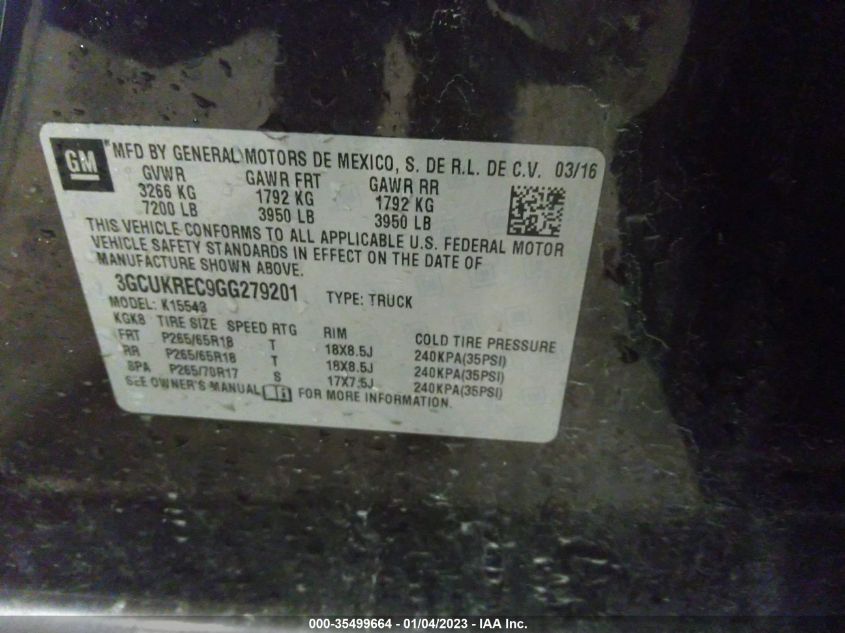 GM MFD BY GENERAL MOTORS DE MEXICO, S. DE R.L. DE C.V. 03/16
GVWR GAWR FRT GAWR RR
3266 KG 1792 KG 1792 KG
7200 LB 3950 LB 3950 LB
THIS VEHICLE CONFORMS TO ALL APPLICABLE U.S. FEDERAL MOTOR
VEHICLE SAFETY STANDARDS IN EFFECT ON THE DATE OF
MANUFACTURE SHOWN ABOVE.
3GCUKREC9GG279201 TYPE: TRUCK
MODEL: K15543
KGK8 TIRE SIZE SPEED RTG RIM COLD TIRE PRESSURE
FRT P265/65R18 T 18X8.5J 240KPA(35PSI)
RR P265/65R18 T 18X8.5J 240KPA(35PSI)
SPA P265/70R17 S 17X7.5J 240KPA(35PSI)
SEE OWNER'S MANUAL FOR MORE INFORMATION.
000-35499664 - 01/04/2023 - IAA Inc.